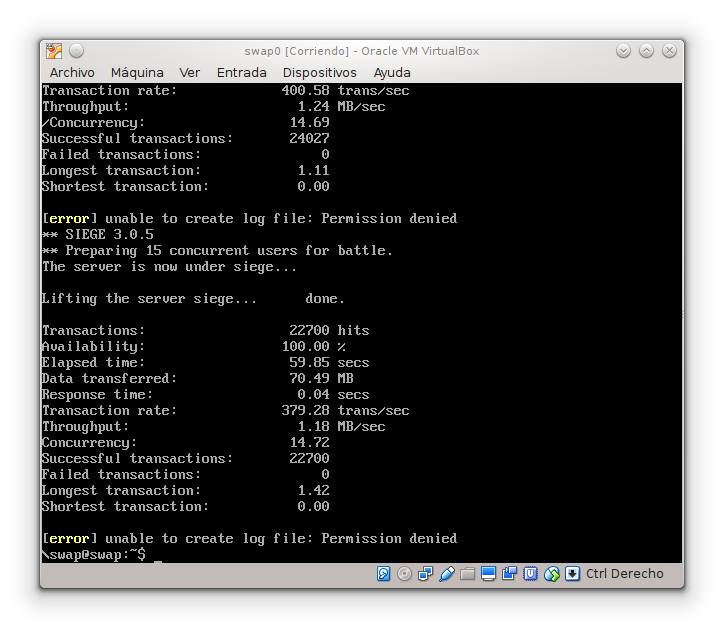 swap0 [Corriendo] - Oracle VM VirtualBox
Archivo Máquina Ver Entrada Dispositivos Ayuda
Transaction rate: 400.58 trans/sec
Throughput: 1.24 MB/sec
/Concurrency: 14.69
Successful transactions: 24027
Failed transactions: 0
Longest transaction: 1.11
Shortest transaction: 0.00
[error] unable to create log file: Permission denied
** SIEGE 3.0.5
** Preparing 15 concurrent users for battle.
The server is now under siege...
Lifting the server siege... done.
Transactions: 22700 hits
Availability: 100.00 %
Elapsed time: 59.85 secs
Data transferred: 70.49 MB
Response time: 0.04 secs
Transaction rate: 379.28 trans/sec
Throughput: 1.18 MB/sec
Concurrency: 14.72
Successful transactions: 22700
Failed transactions: 0
Longest transaction: 1.42
Shortest transaction: 0.00
[error] unable to create log file: Permission denied
\swap@swap:~$ _
Ctrl Derecho